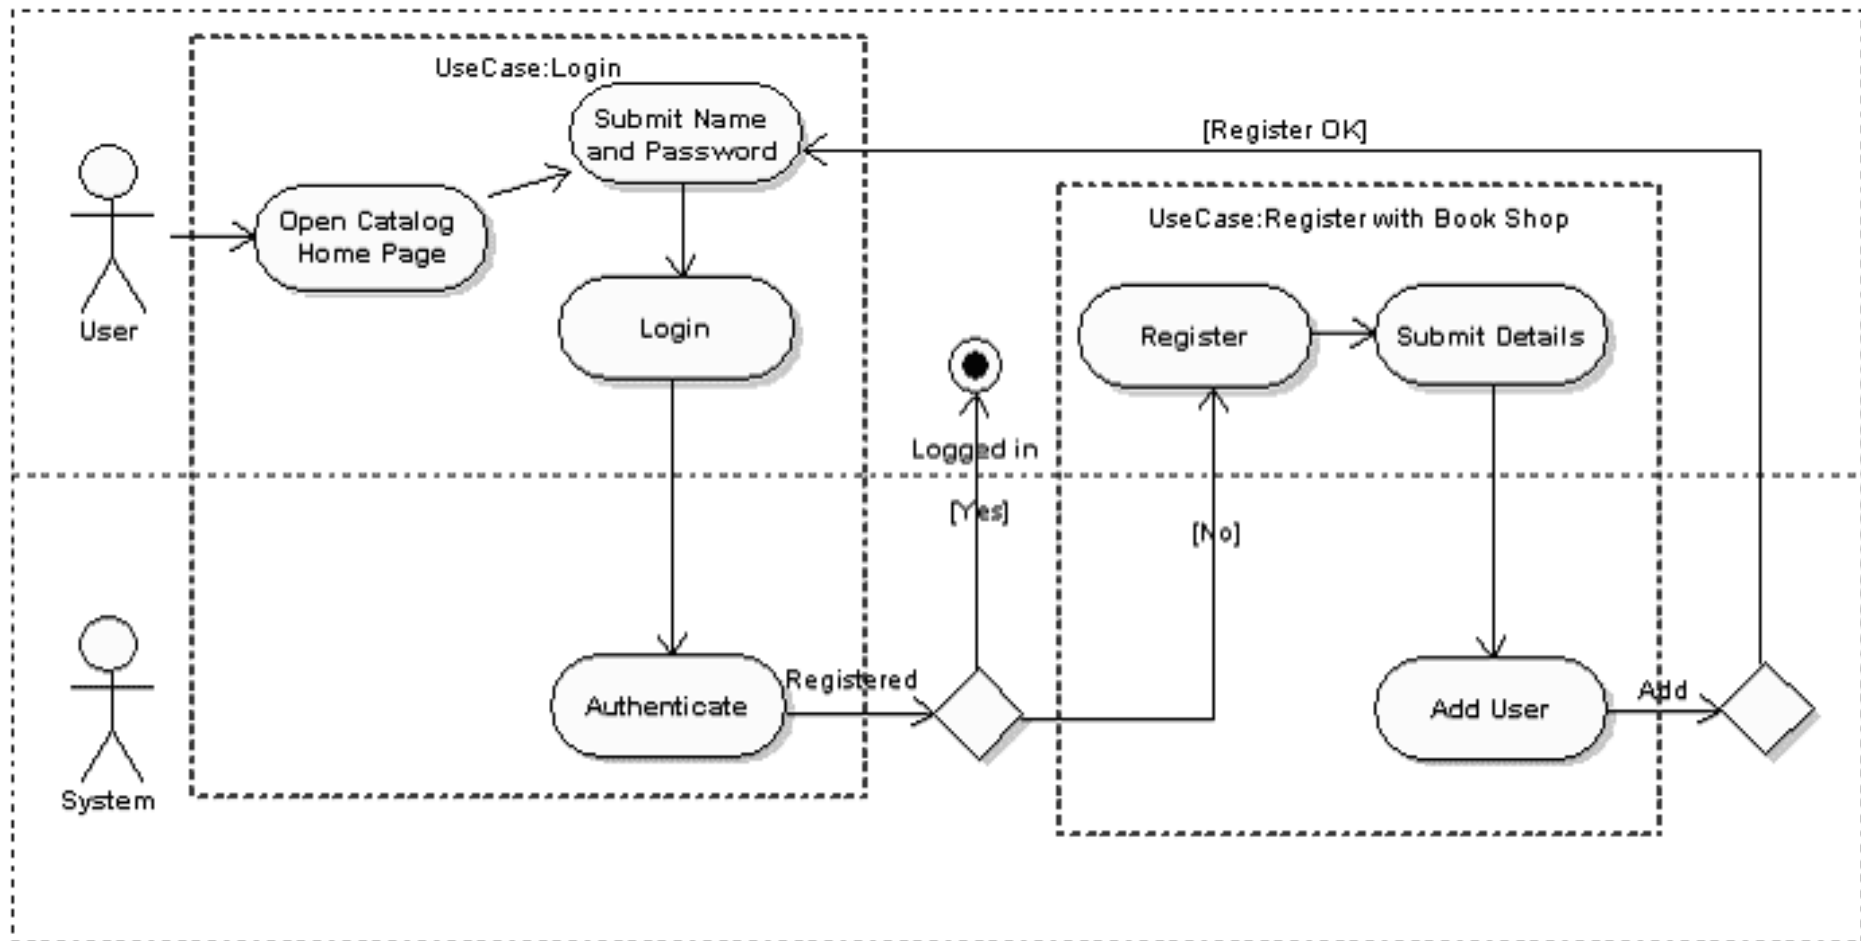 UseCase:Login
Submit Name
and Password
[Register OK]
Open Catalog
Home Page
UseCase:Register with Book Shop
User
Login
Register
Submit Details
Logged in
[Yes]
[No]
Registered
Authenticate
Add
Add User
System